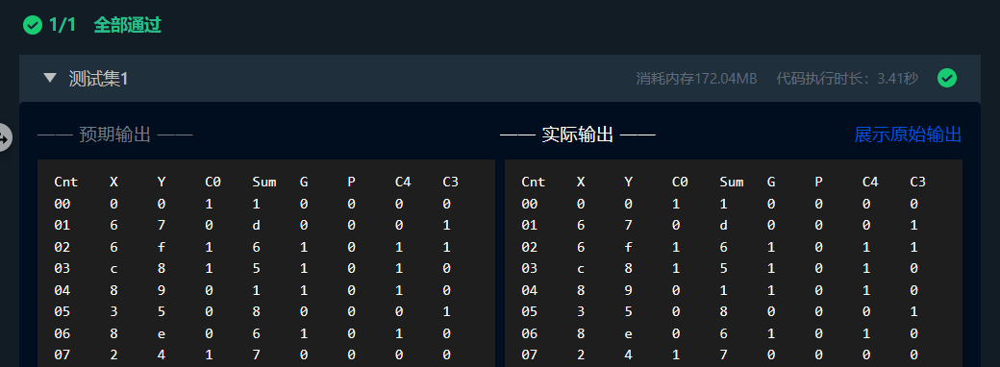 1/1 全部通过
测试集1 消耗内存172.04MB 代码执行时长：3.41秒
—— 预期输出 —— —— 实际输出 —— 展示原始输出
Cnt X Y C0 Sum G P C4 C3 Cnt X Y C0 Sum G P C4 C3
00 0 0 1 1 0 0 0 0 00 0 0 1 1 0 0 0 0
01 6 7 0 d 0 0 0 1 01 6 7 0 d 0 0 0 1
02 6 f 1 6 1 0 1 1 02 6 f 1 6 1 0 1 1
03 c 8 1 5 1 0 1 0 03 c 8 1 5 1 0 1 0
04 8 9 0 1 1 0 1 0 04 8 9 0 1 1 0 1 0
05 3 5 0 8 0 0 0 1 05 3 5 0 8 0 0 0 1
06 8 e 0 6 1 0 1 0 06 8 e 0 6 1 0 1 0
07 2 4 1 7 0 0 0 0 07 2 4 1 7 0 0 0 0